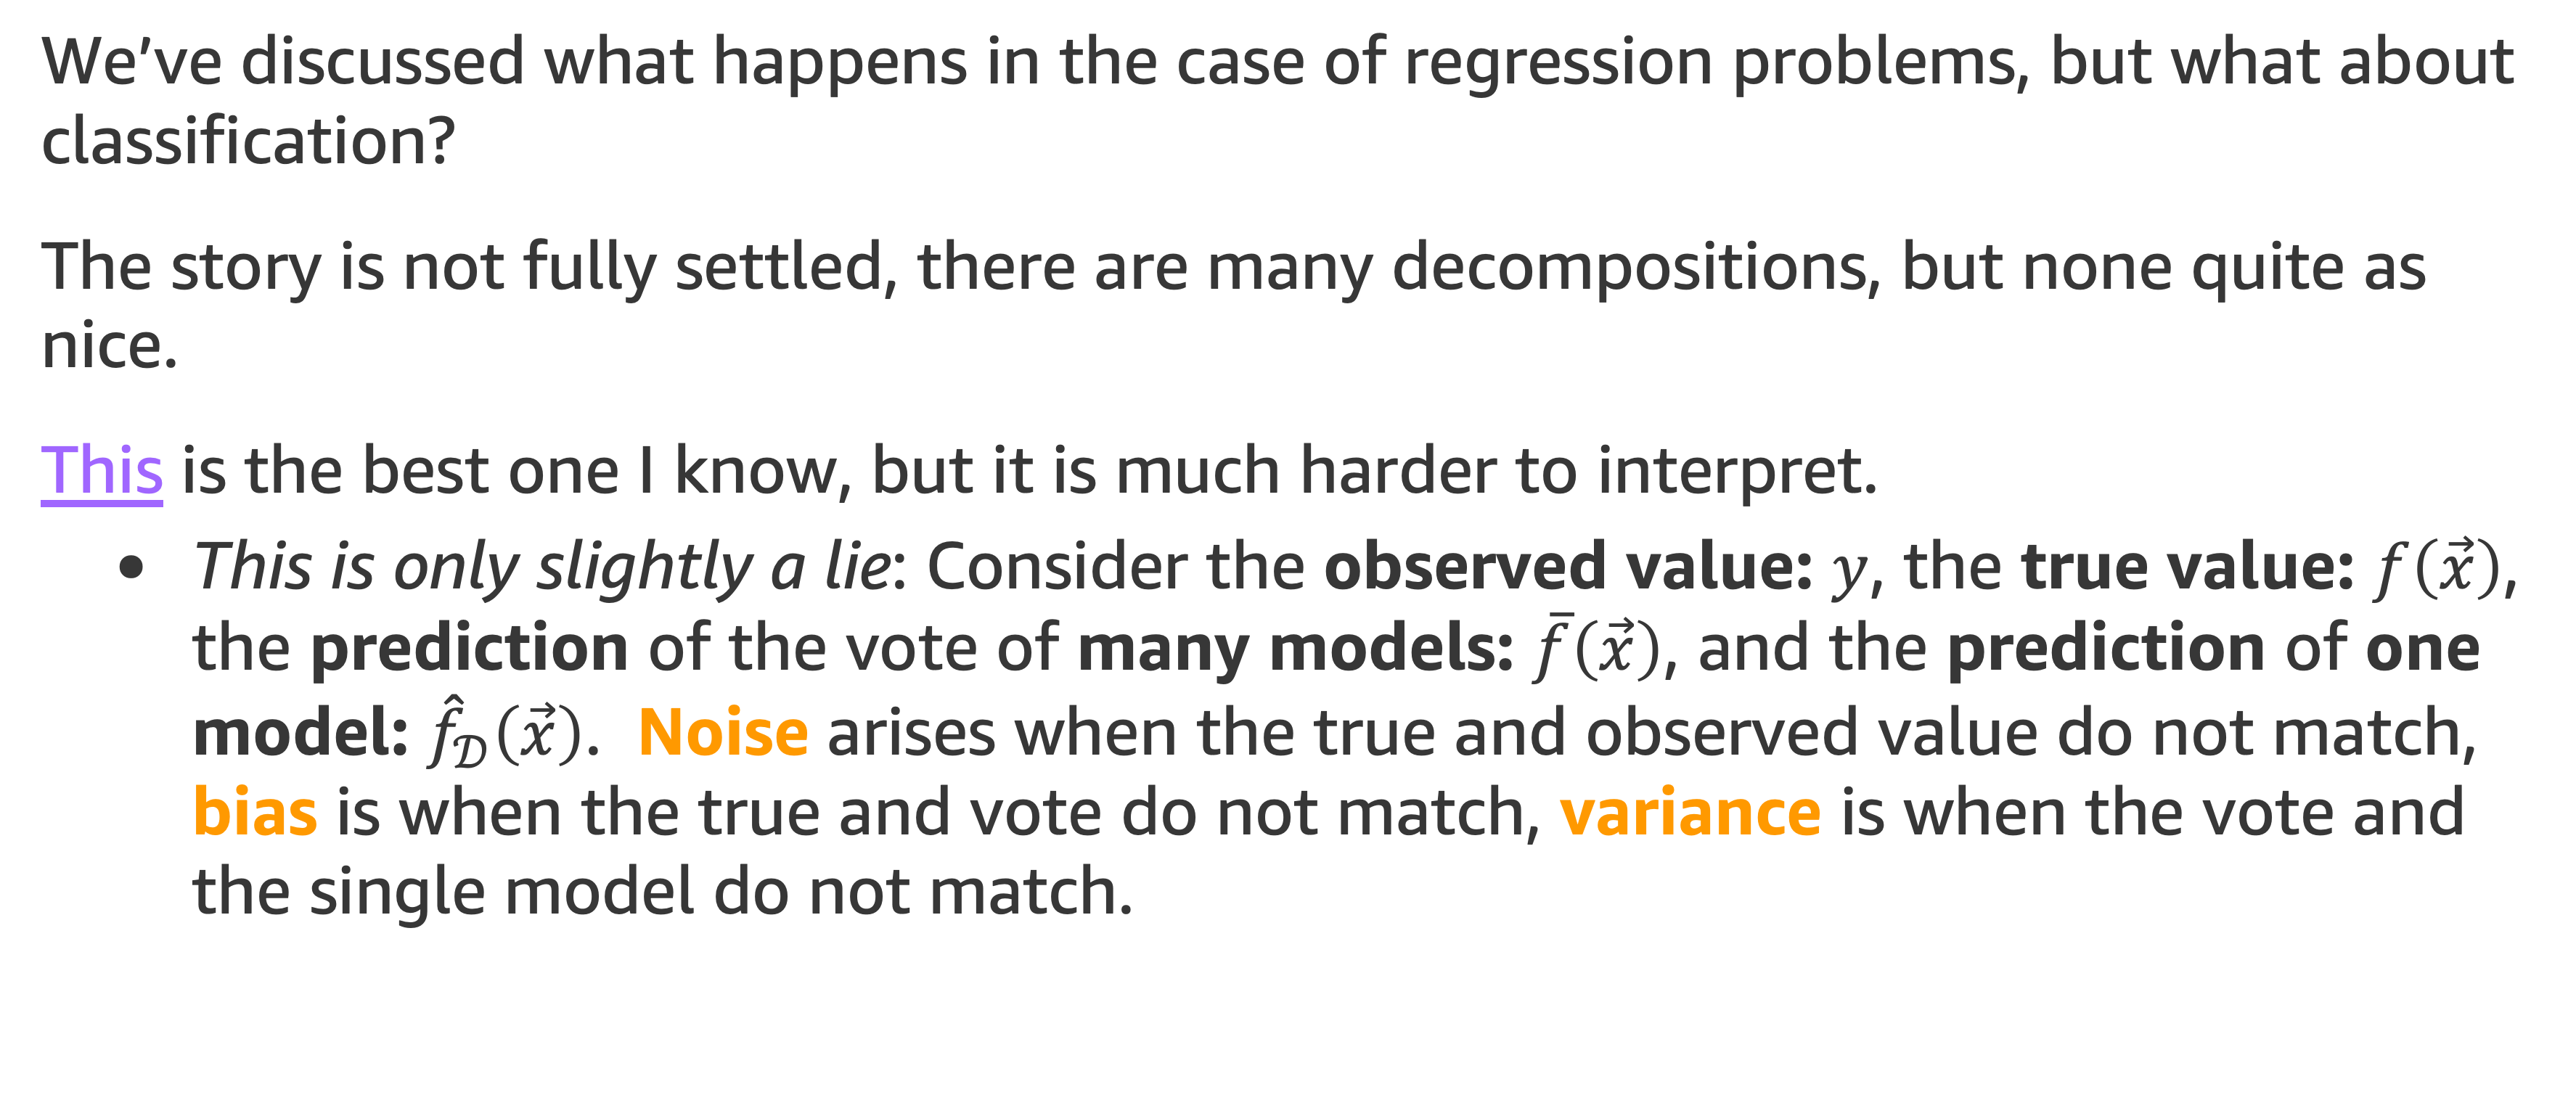 We’ve discussed what happens in the case of regression problems, but what about
classification?
The story is not fully settled, there are many decompositions, but none quite as
nice.
This is the best one I know, but it is much harder to interpret.
• This is only slightly a lie: Consider the observed value: 𝑦, the true value: 𝑓(𝑥⃗),
the prediction of the vote of many models: 𝑓̅(𝑥⃗), and the prediction of one
model: 𝑓̂𝒟(𝑥⃗). Noise arises when the true and observed value do not match,
bias is when the true and vote do not match, variance is when the vote and
the single model do not match.